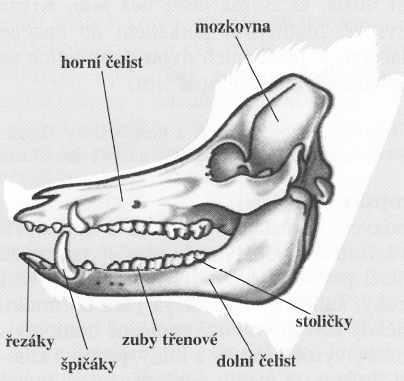 mozkovna
horní čelist
stoličky
řezáky
zuby třenové
špičáky
dolní čelist